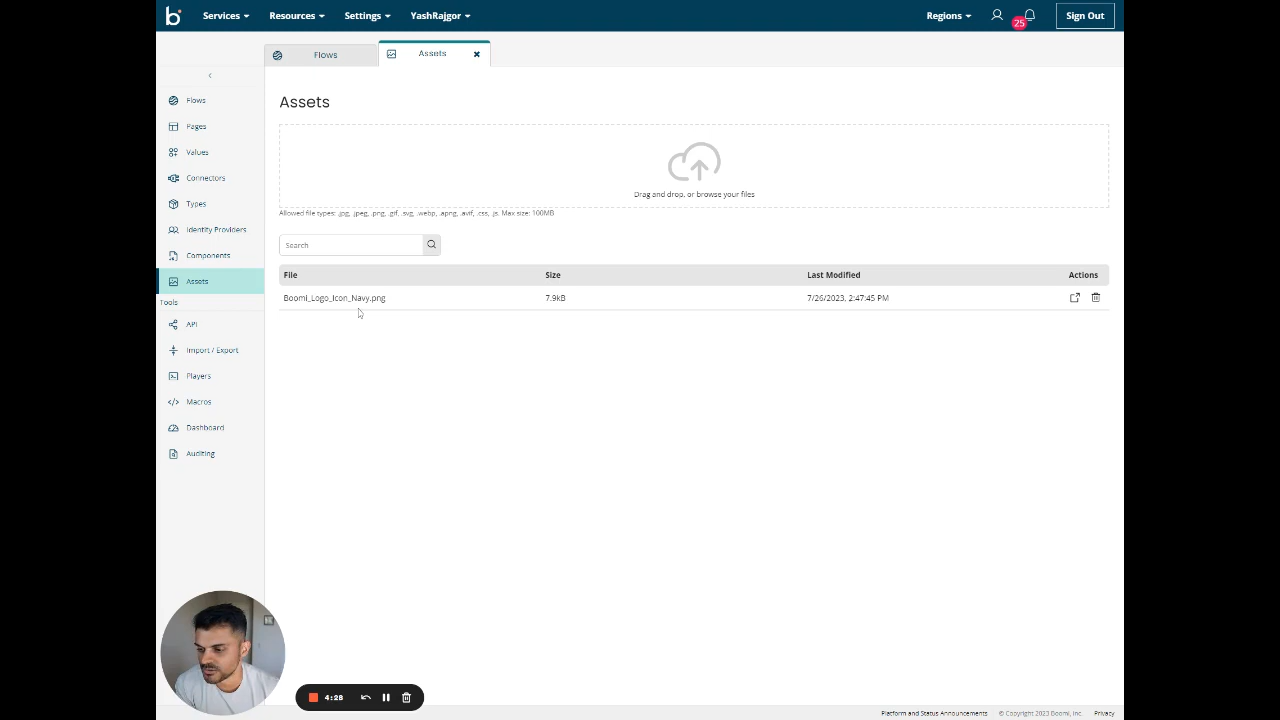 b Services Resources Settings YashRajgor Regions 25 Sign Out
Flows Assets
Assets
Drag and drop, or browse your files
Allowed file types: .jpg, .jpeg, .png, .gif, .svg, .webp, .apng, .avif, .css, .js. Max size: 100MB
Search
File Size Last Modified Actions
Boomi_Logo_Icon_Navy.png 7.9kB 7/26/2023, 2:47:45 PM
Flows
Pages
Values
Connectors
Types
Identity Providers
Components
Assets
Tools
API
Import / Export
Players
Macros
Dashboard
Auditing
4:28
Platform and Status Announcements © Copyright 2023 Boomi, Inc. Privacy